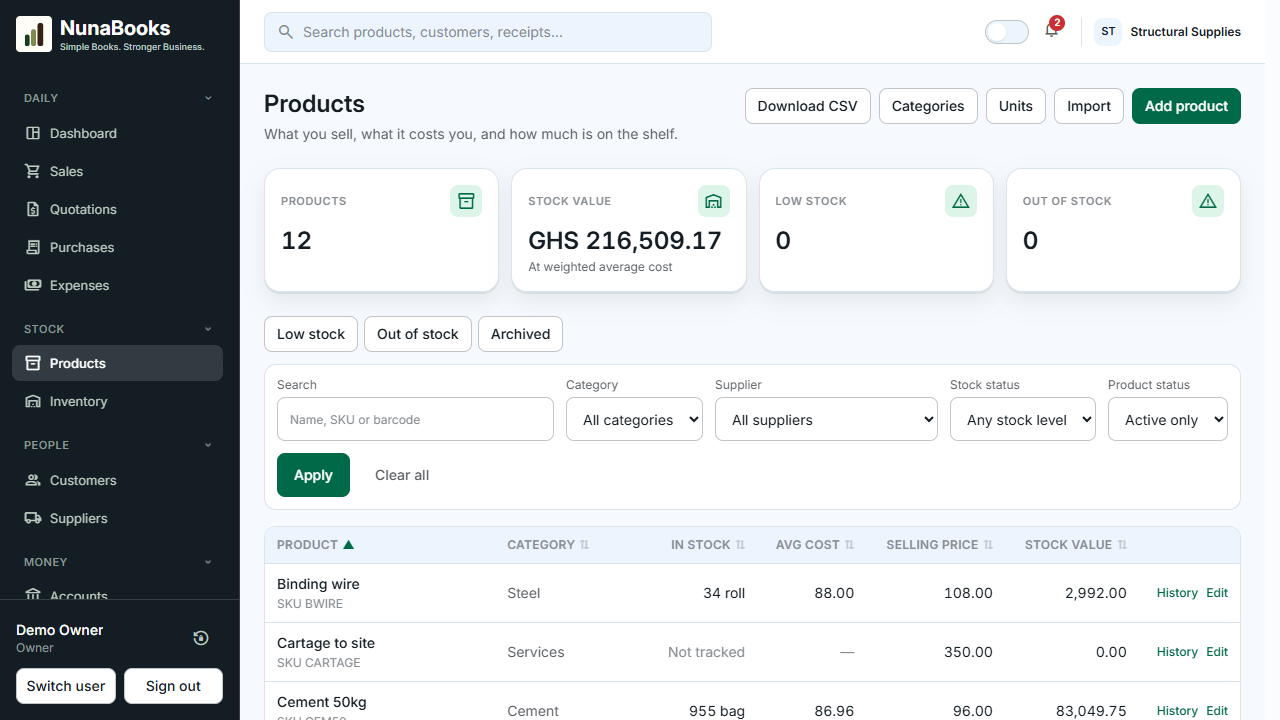 NunaBooks
Simple Books. Stronger Business.
DAILY
Dashboard
Sales
Quotations
Purchases
Expenses
STOCK
Products
Inventory
PEOPLE
Customers
Suppliers
MONEY
Accounts
Demo Owner
Owner
Switch user
Sign out
Search products, customers, receipts...
2
ST
Structural Supplies
Products
What you sell, what it costs you, and how much is on the shelf.
Download CSV
Categories
Units
Import
Add product
PRODUCTS
12
STOCK VALUE
GHS 216,509.17
At weighted average cost
LOW STOCK
0
OUT OF STOCK
0
Low stock
Out of stock
Archived
Search
Name, SKU or barcode
Category
All categories
Supplier
All suppliers
Stock status
Any stock level
Product status
Active only
Apply
Clear all
PRODUCT CATEGORY IN STOCK AVG COST SELLING PRICE STOCK VALUE
Binding wire
SKU BWIRE
Steel 34 roll 88.00 108.00 2,992.00 History Edit
Cartage to site
SKU CARTAGE
Services Not tracked — 350.00 0.00 History Edit
Cement 50kg
SKU CEM50
Cement 955 bag 86.96 96.00 83,049.75 History Edit